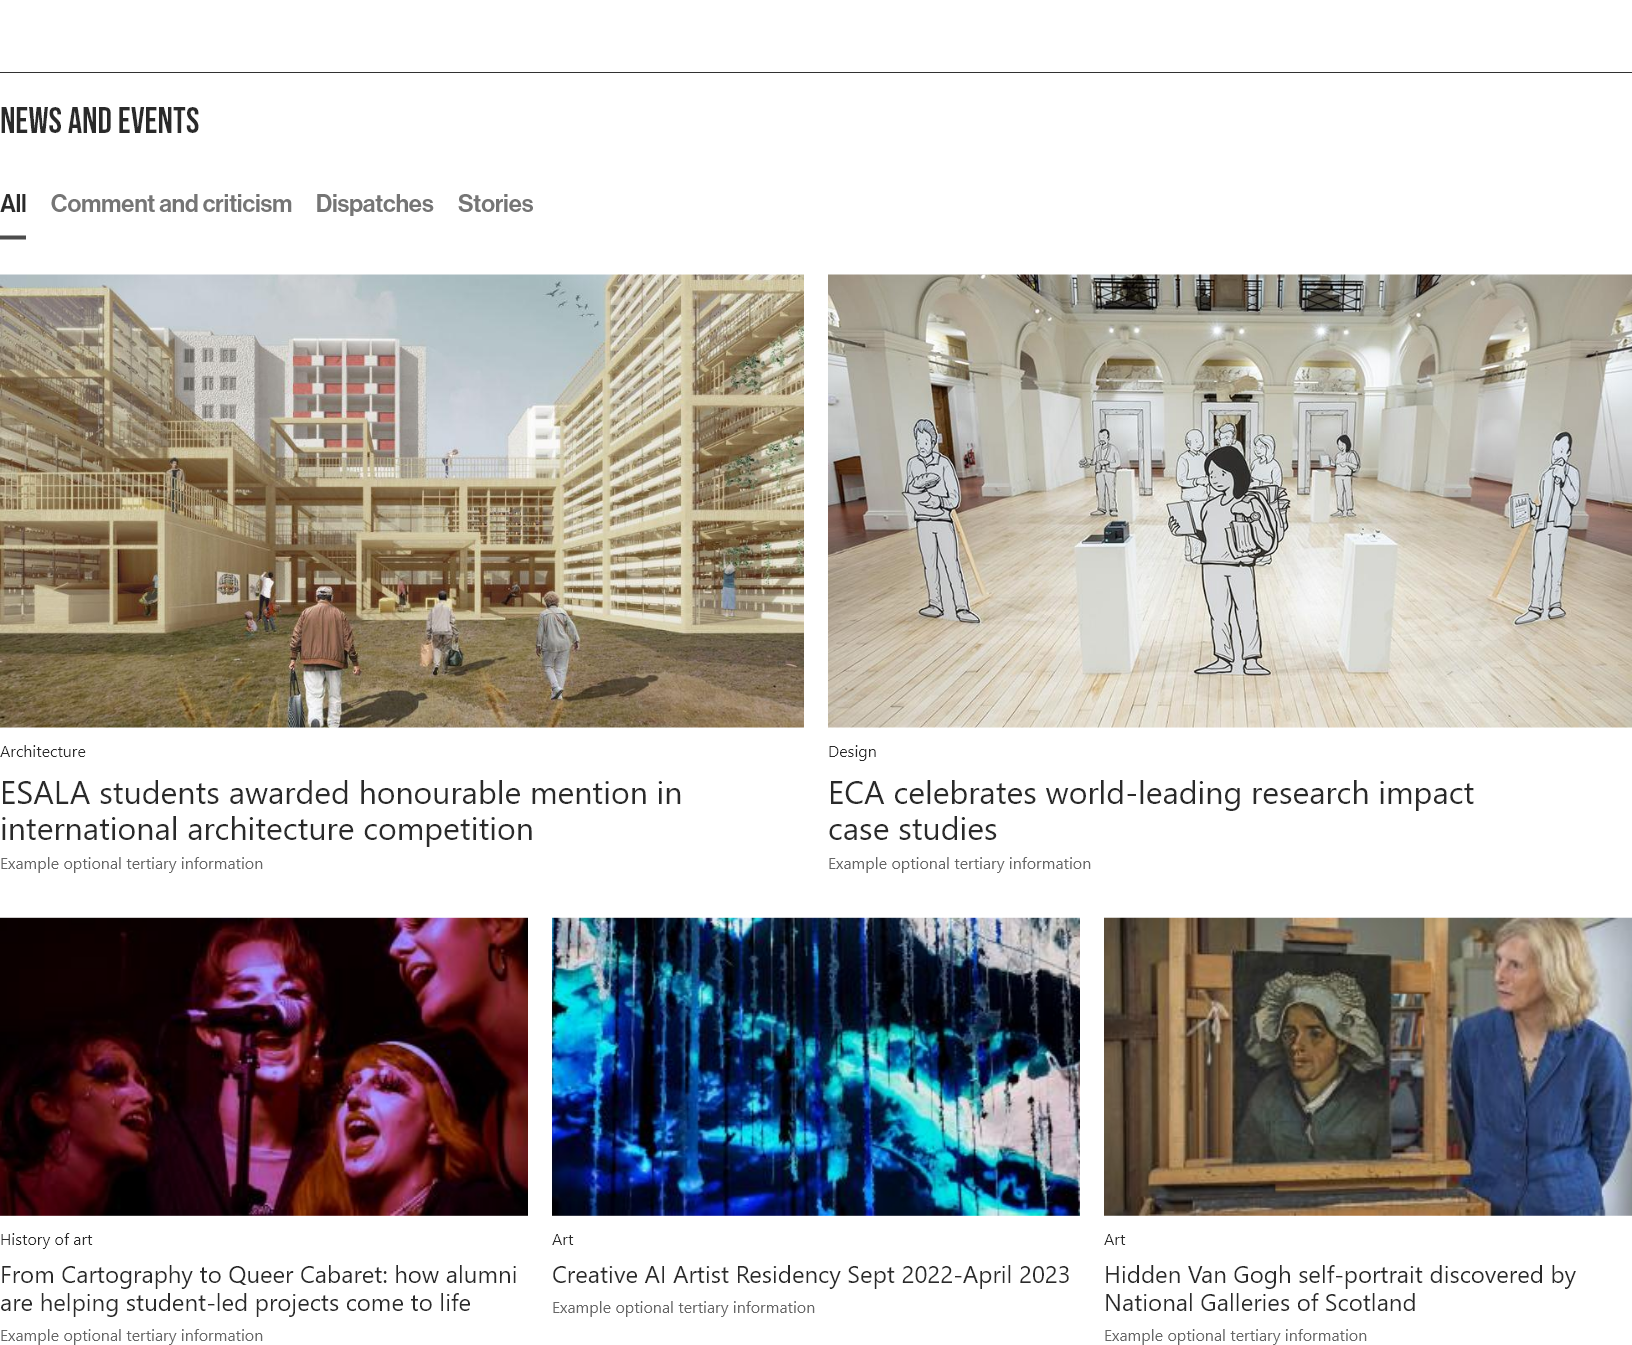 NEWS AND EVENTS
All Comment and criticism Dispatches Stories
Architecture
ESALA students awarded honourable mention in
international architecture competition
Example optional tertiary information
Design
ECA celebrates world-leading research impact
case studies
Example optional tertiary information
History of art
From Cartography to Queer Cabaret: how alumni
are helping student-led projects come to life
Example optional tertiary information
Art
Creative AI Artist Residency Sept 2022-April 2023
Example optional tertiary information
Art
Hidden Van Gogh self-portrait discovered by
National Galleries of Scotland
Example optional tertiary information